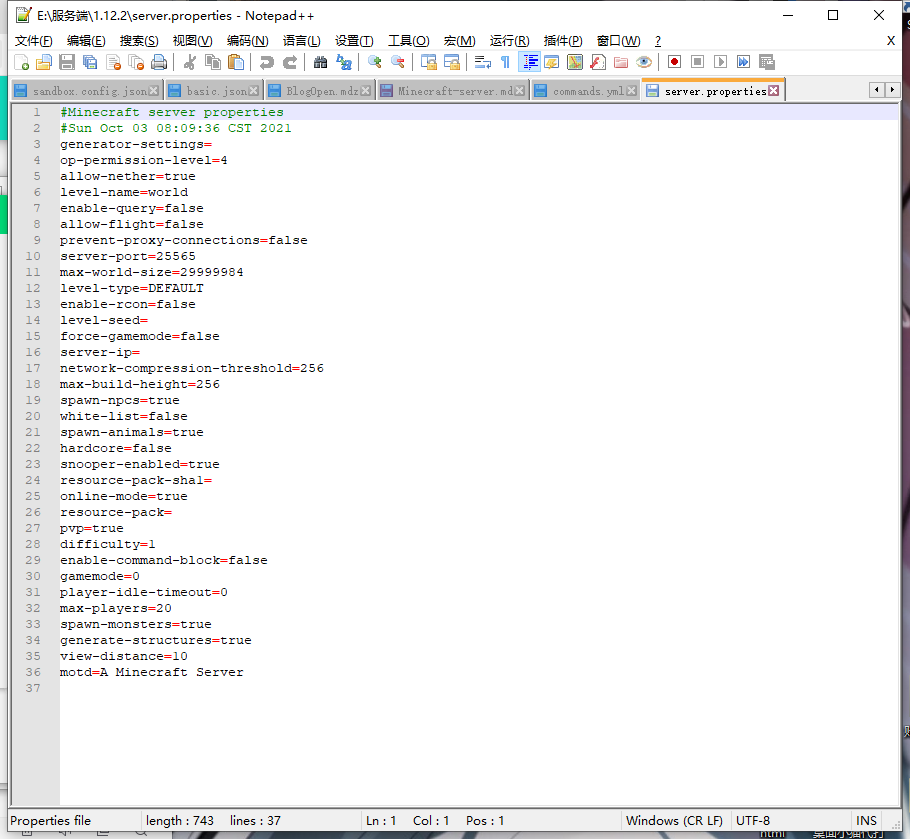 E:\服务端\1.12.2\server.properties - Notepad++
文件(F) 编辑(E) 搜索(S) 视图(V) 编码(N) 语言(L) 设置(T) 工具(O) 宏(M) 运行(R) 插件(P) 窗口(W) ? X
sandbox.config.json basic.json BlogOpen.mdz Minecraft-server.md commands.yml server.properties
1 #Minecraft server properties
2 #Sun Oct 03 08:09:36 CST 2021
3 generator-settings=
4 op-permission-level=4
5 allow-nether=true
6 level-name=world
7 enable-query=false
8 allow-flight=false
9 prevent-proxy-connections=false
10 server-port=25565
11 max-world-size=29999984
12 level-type=DEFAULT
13 enable-rcon=false
14 level-seed=
15 force-gamemode=false
16 server-ip=
17 network-compression-threshold=256
18 max-build-height=256
19 spawn-npcs=true
20 white-list=false
21 spawn-animals=true
22 hardcore=false
23 snooper-enabled=true
24 resource-pack-sha1=
25 online-mode=true
26 resource-pack=
27 pvp=true
28 difficulty=1
29 enable-command-block=false
30 gamemode=0
31 player-idle-timeout=0
32 max-players=20
33 spawn-monsters=true
34 generate-structures=true
35 view-distance=10
36 motd=A Minecraft Server
37
Properties file length : 743 lines : 37 Ln : 1 Col : 1 Pos : 1 Windows (CR LF) UTF-8 INS
html